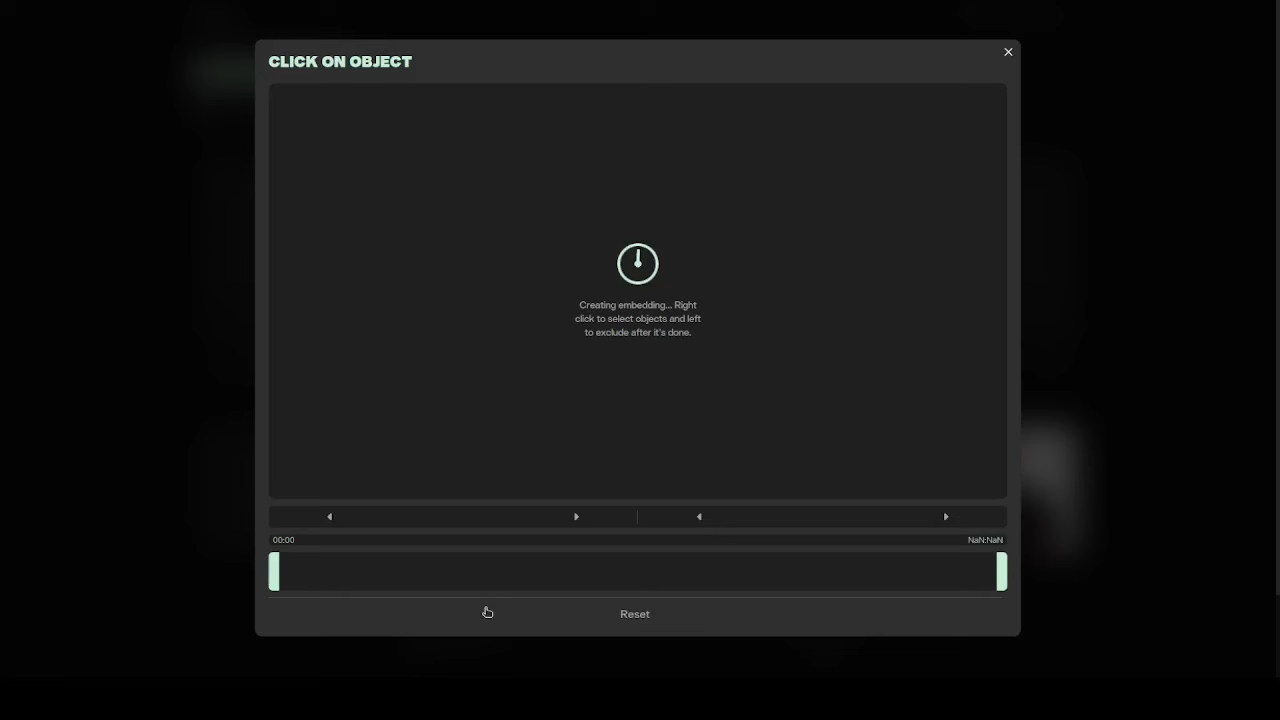 CLICK ON OBJECT
Creating embedding... Right
click to select objects and left
to exclude after it's done.
00:00
NaN:NaN
Reset